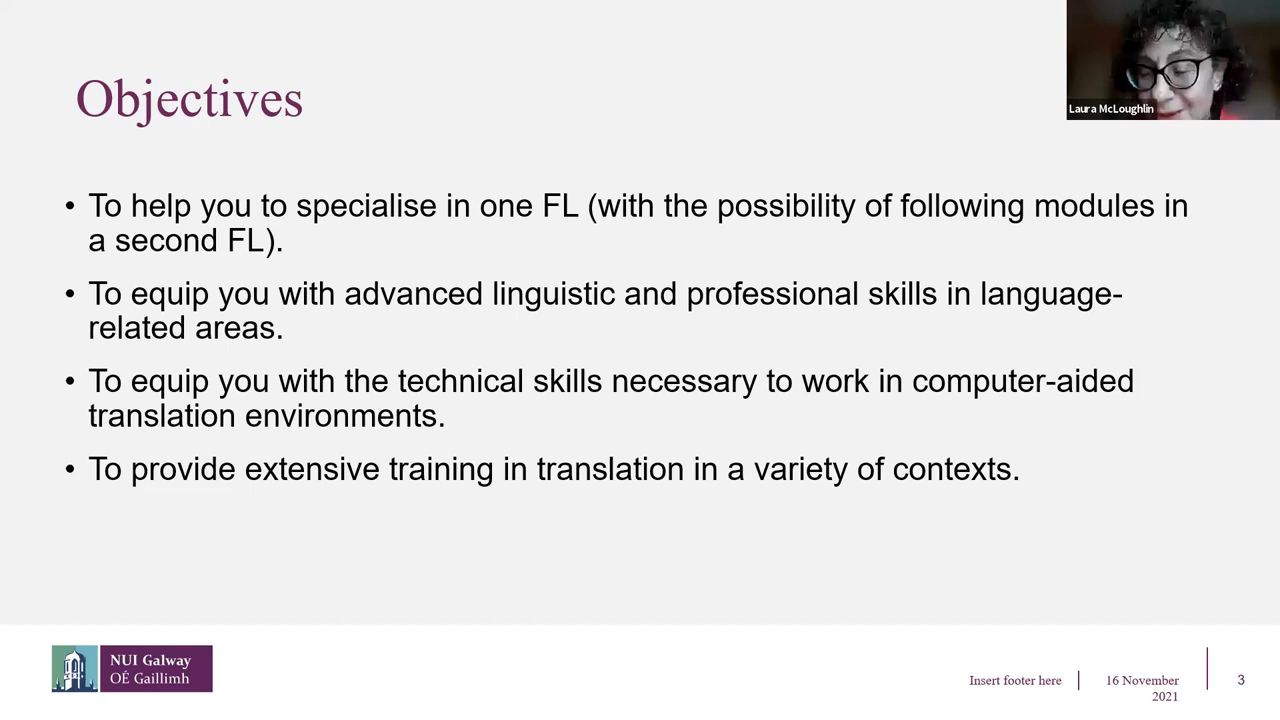 Objectives
Laura McLoughlin
• To help you to specialise in one FL (with the possibility of following modules in
a second FL).
• To equip you with advanced linguistic and professional skills in language-
related areas.
• To equip you with the technical skills necessary to work in computer-aided
translation environments.
• To provide extensive training in translation in a variety of contexts.
NUI Galway
OÉ Gaillimh
Insert footer here
16 November
2021
3